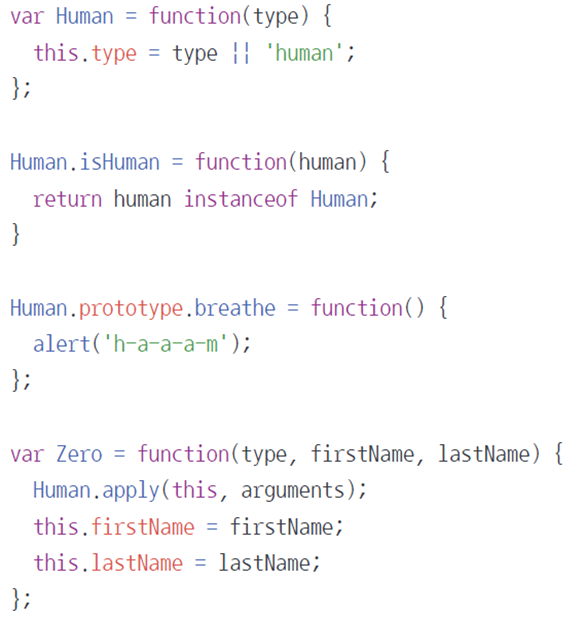 var Human = function(type) {
this.type = type || 'human';
};
Human.isHuman = function(human) {
return human instanceof Human;
}
Human.prototype.breathe = function() {
alert('h-a-a-a-m');
};
var Zero = function(type, firstName, lastName) {
Human.apply(this, arguments);
this.firstName = firstName;
this.lastName = lastName;
};